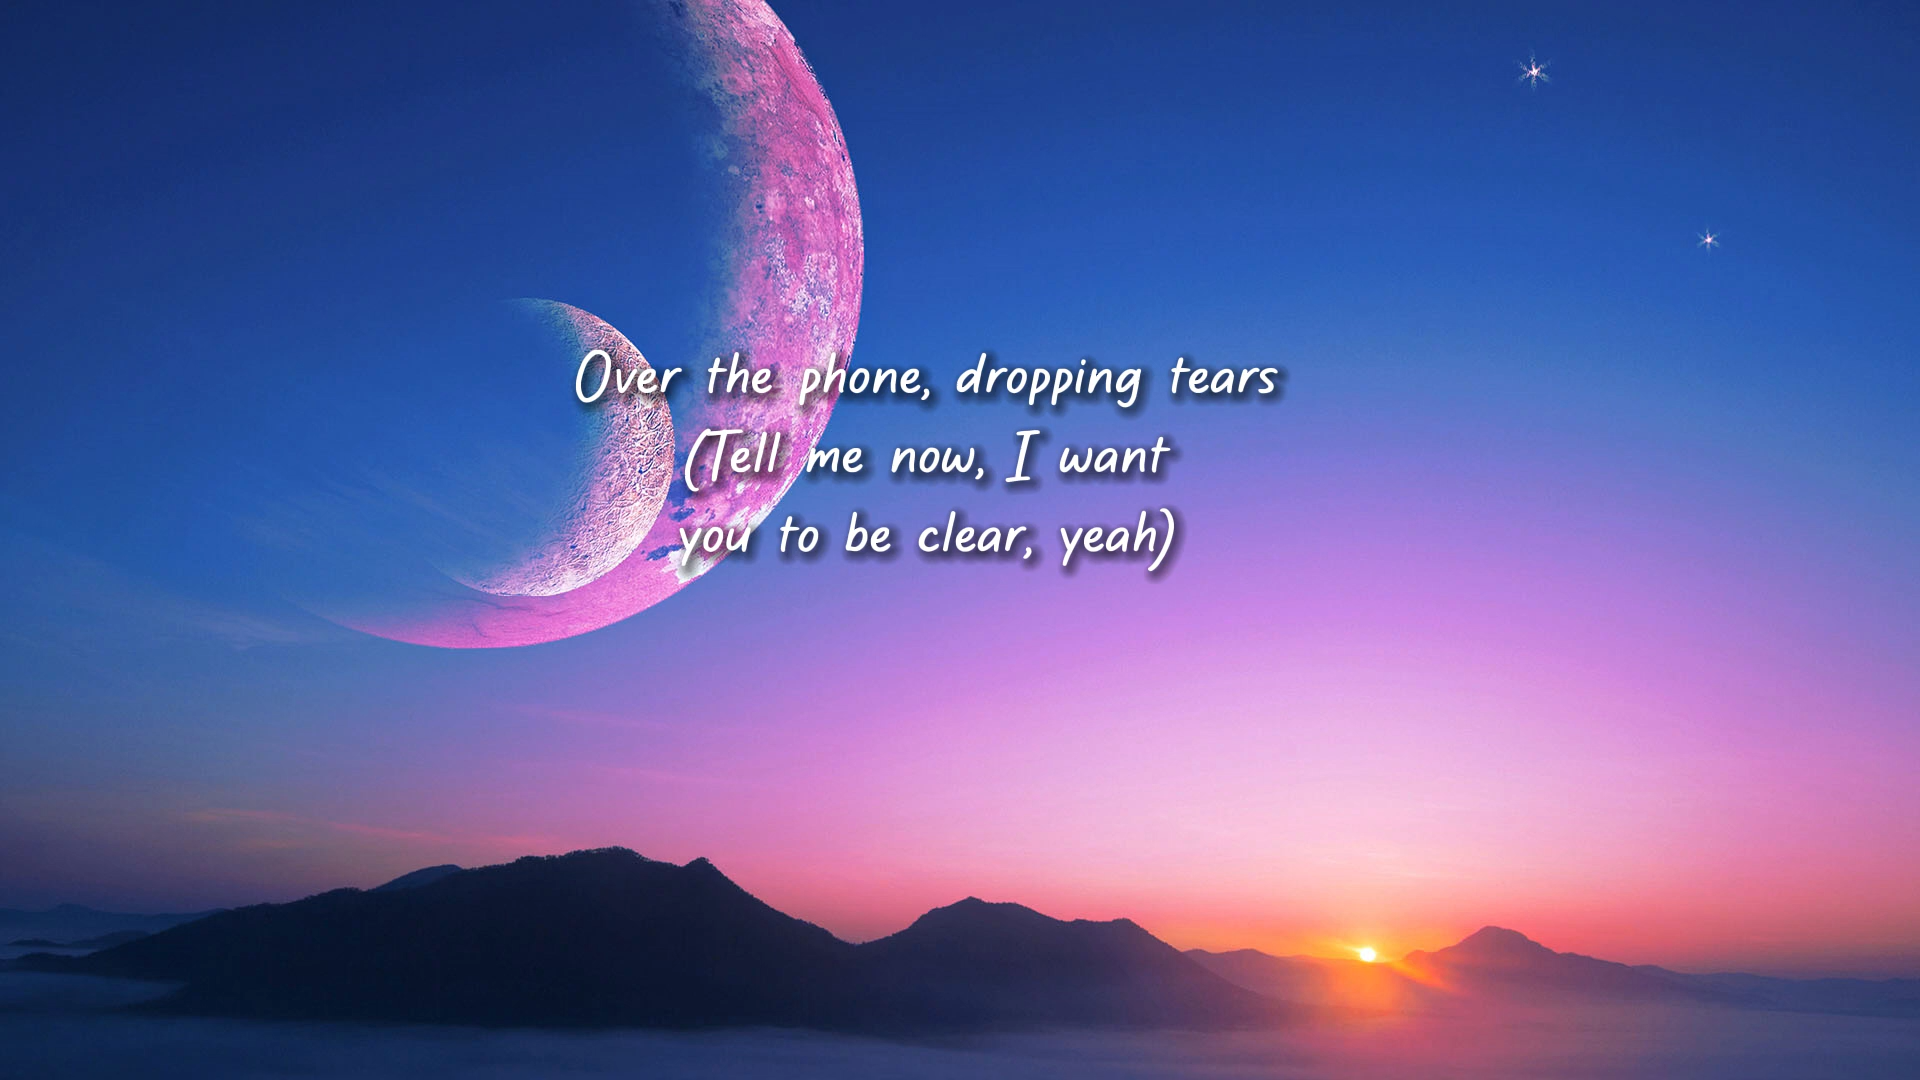 Over the phone, dropping tears
(Tell me now, I want
you to be clear, yeah)